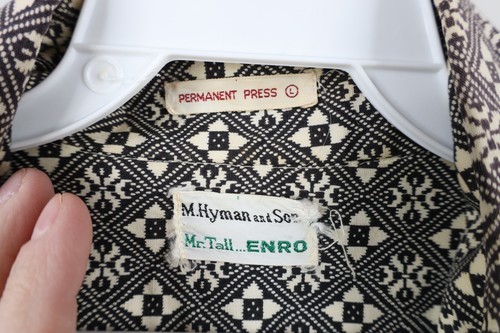 PERMANENT PRESS L
M.Hyman and Son
Mr. Tall...ENRO